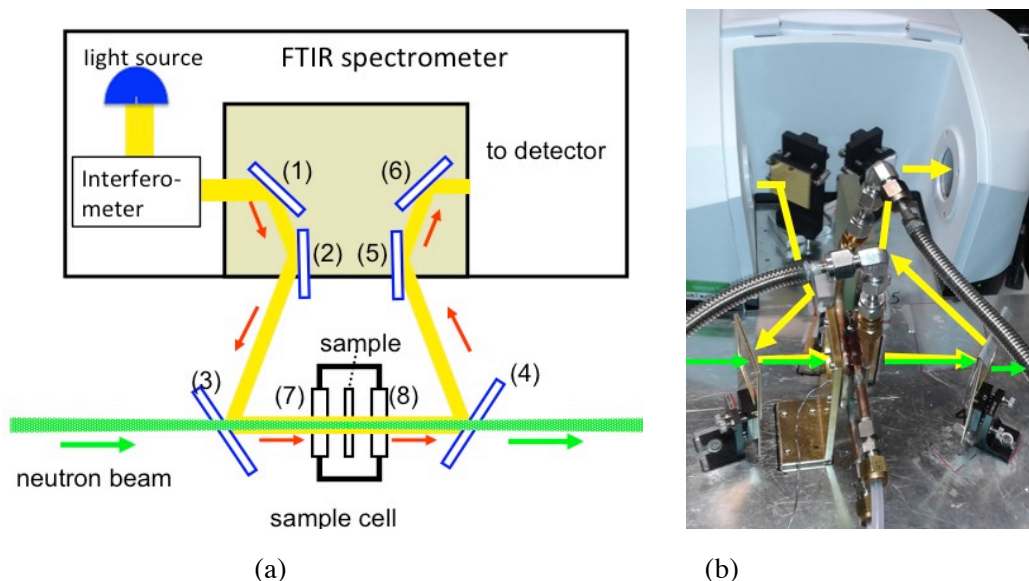 light source
FTIR spectrometer
Interfero-
meter
(1)
(6)
to detector
(2)
(5)
sample
(3)
(7)
(8)
(4)
neutron beam
sample cell
(a)
(b)